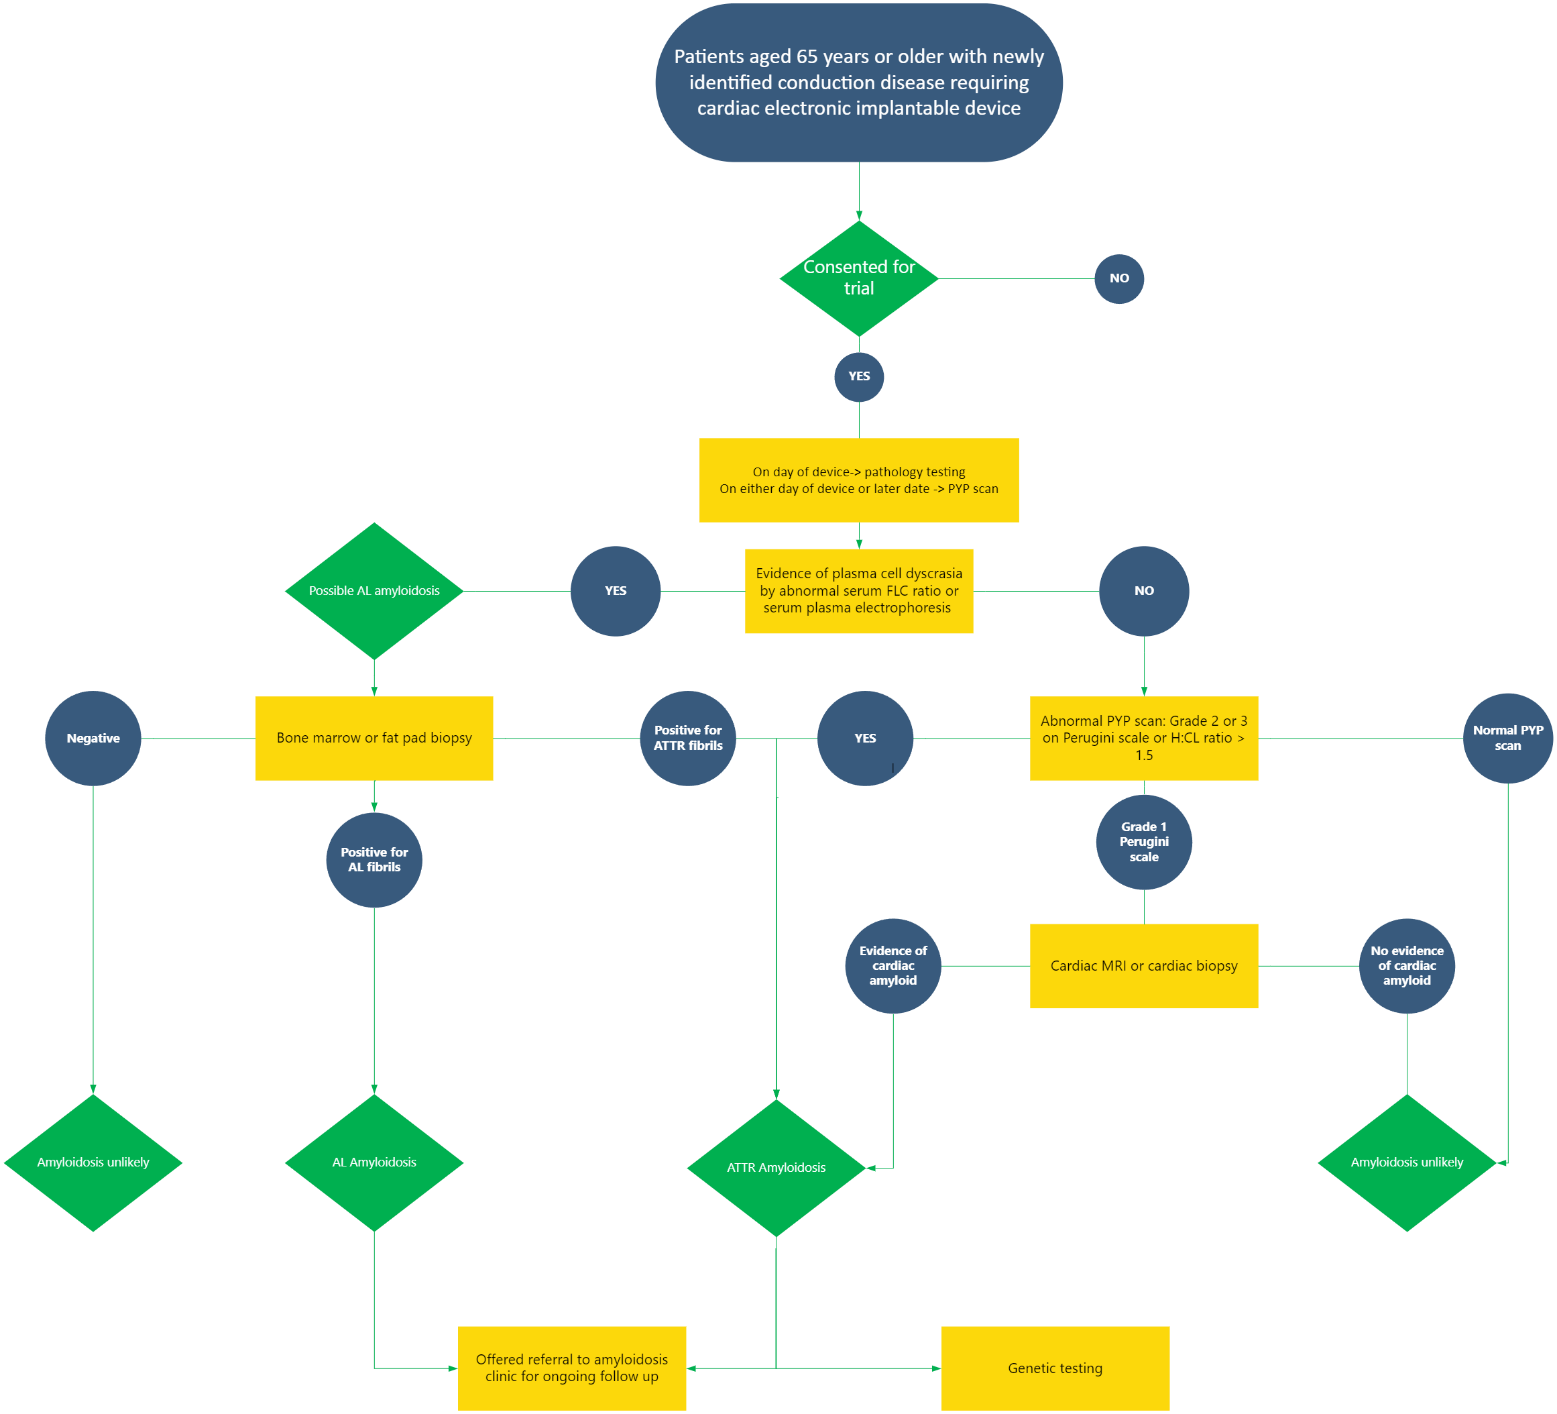 Patients aged 65 years or older with newly
identified conduction disease requiring
cardiac electronic implantable device
Consented for
trial
NO
YES
On day of device-> pathology testing
On either day of device or later date -> PYP scan
Possible AL amyloidosis
YES
Evidence of plasma cell dyscrasia
by abnormal serum FLC ratio or
serum plasma electrophoresis
NO
Negative
Bone marrow or fat pad biopsy
Positive for
ATTR fibrils
YES
Abnormal PYP scan: Grade 2 or 3
on Perugini scale or H:CL ratio >
1.5
Normal PYP
scan
Positive for
AL fibrils
Grade 1
Perugini
scale
Evidence of
cardiac
amyloid
Cardiac MRI or cardiac biopsy
No evidence
of cardiac
amyloid
Amyloidosis unlikely
AL Amyloidosis
ATTR Amyloidosis
Amyloidosis unlikely
Offered referral to amyloidosis
clinic for ongoing follow up
Genetic testing